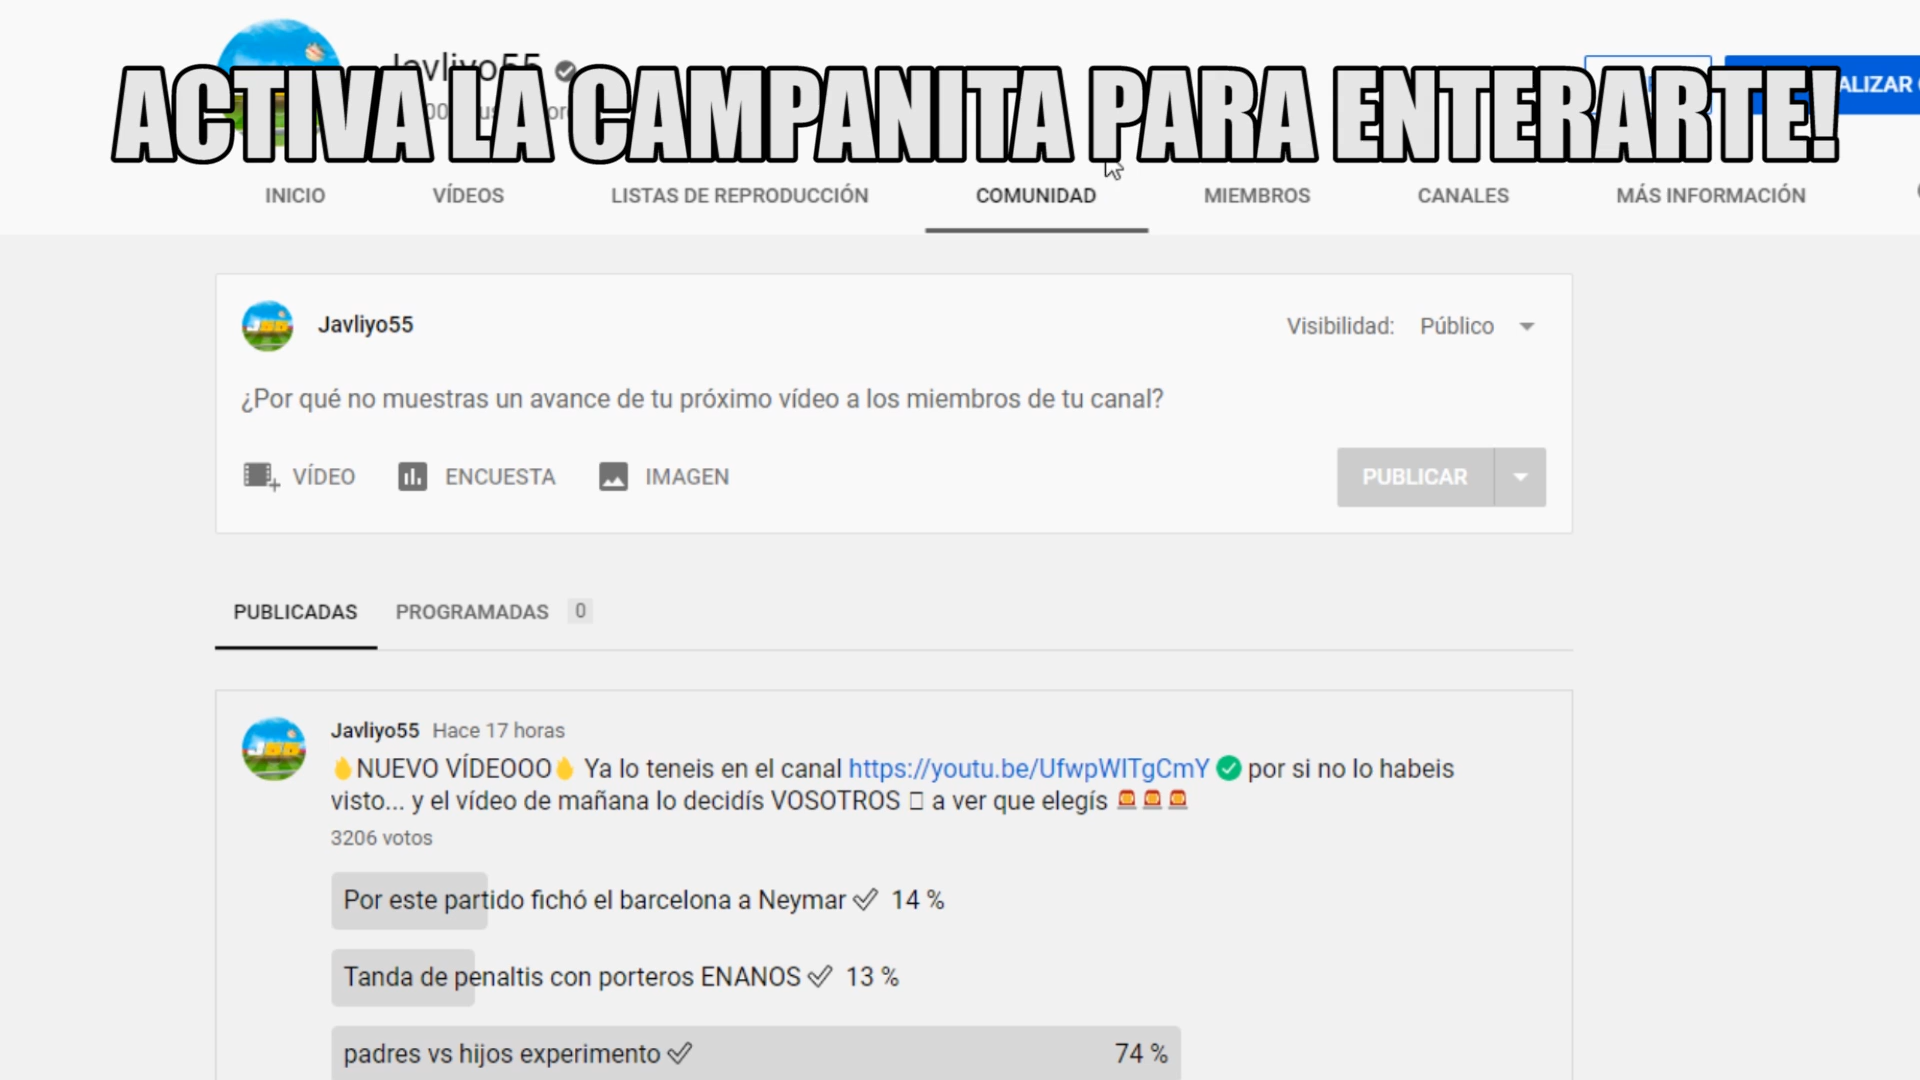 ACTIVA LA CAMPANITA PARA ENTERARTE!
Javliyo55
ALIZAR
INICIO VÍDEOS LISTAS DE REPRODUCCIÓN COMUNIDAD MIEMBROS CANALES MÁS INFORMACIÓN
J55
Javliyo55 Visibilidad: Público
¿Por qué no muestras un avance de tu próximo vídeo a los miembros de tu canal?
VÍDEO ENCUESTA IMAGEN PUBLICAR
PUBLICADAS PROGRAMADAS 0
J55
Javliyo55 Hace 17 horas
🔥NUEVO VÍDEOOO🔥 Ya lo teneis en el canal https://youtu.be/UfwpWITgCmY ✅ por si no lo habeis
visto... y el vídeo de mañana lo decidís VOSOTROS a ver que elegís 🚨🚨🚨
3206 votos
Por este partido fichó el barcelona a Neymar ✅ 14 %
Tanda de penaltis con porteros ENANOS ✅ 13 %
padres vs hijos experimento ✅ 74 %